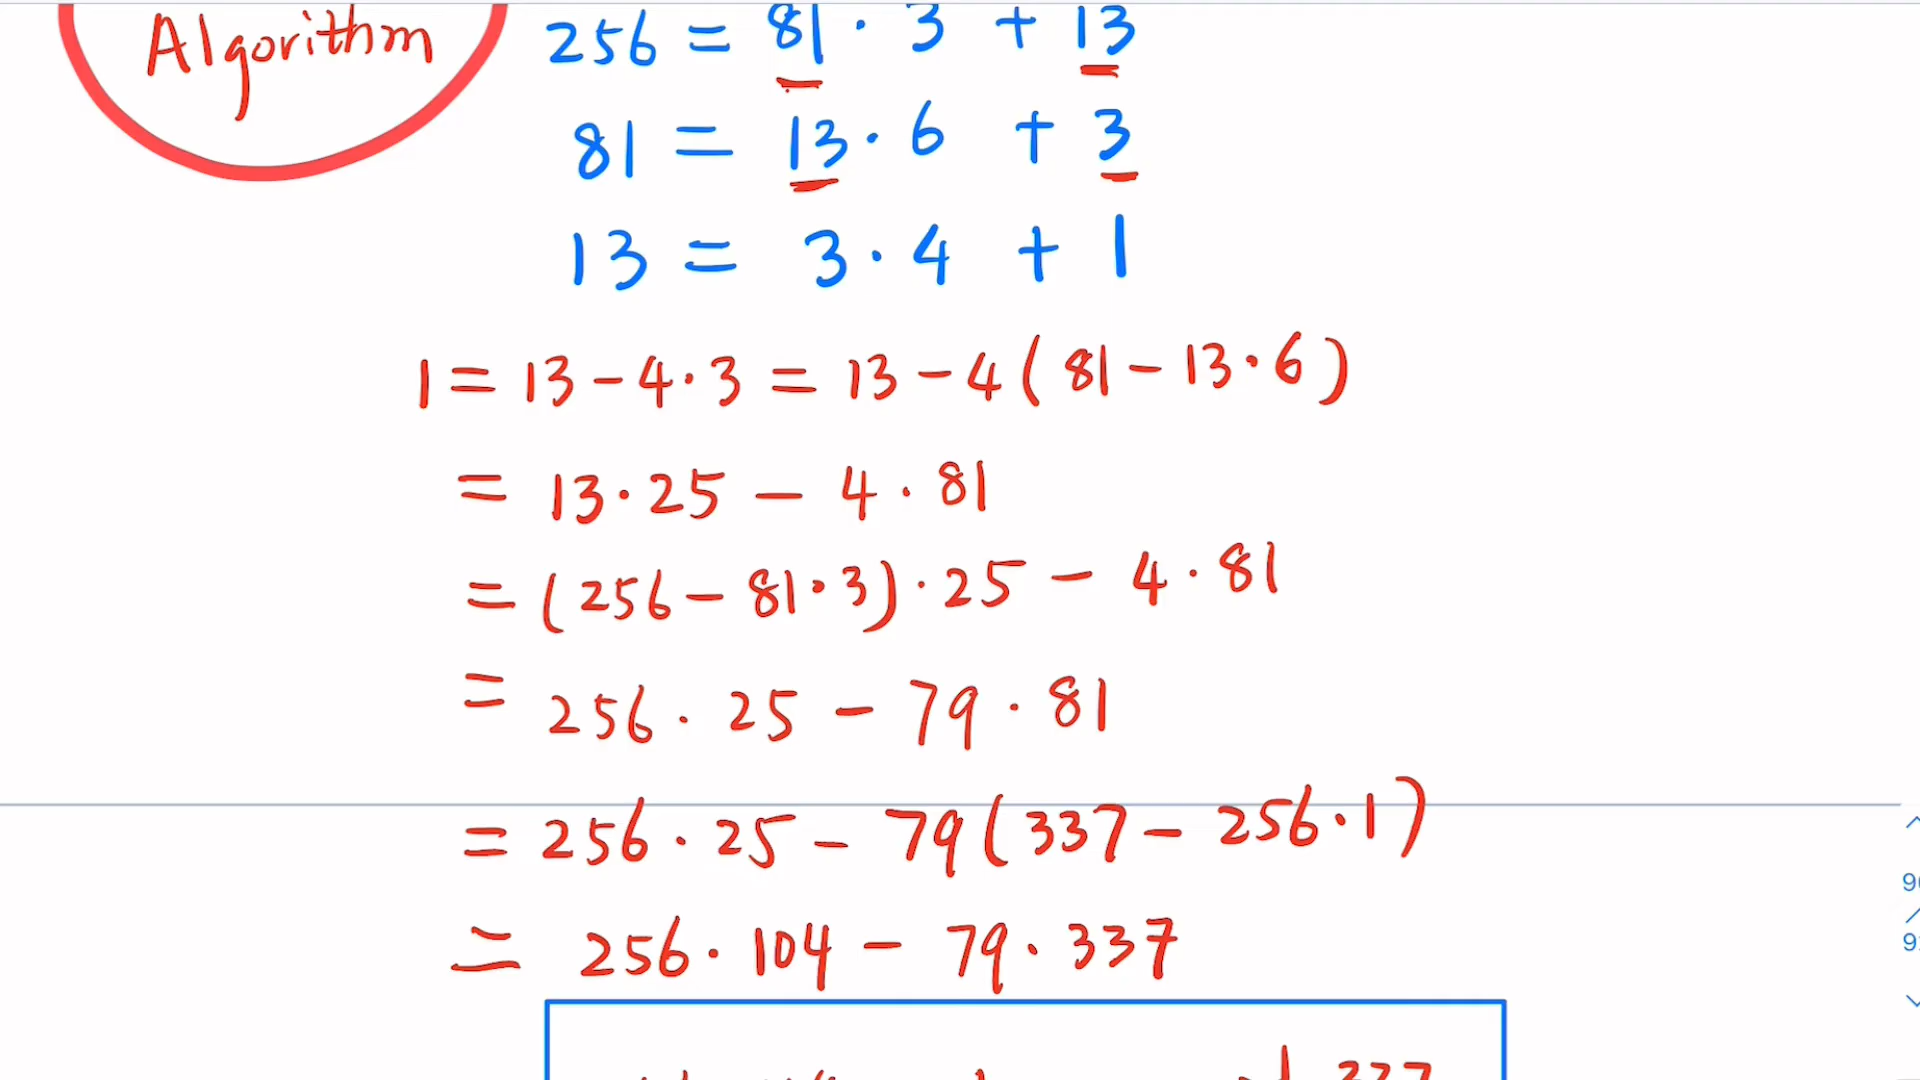 Algorithm
256 = 81 · 3 + 13
81 = 13 · 6 + 3
13 = 3 · 4 + 1
1 = 13 - 4 · 3 = 13 - 4 ( 81 - 13 · 6 )
= 13 · 25 - 4 · 81
= ( 256 - 81 · 3 ) · 25 - 4 · 81
= 256 · 25 - 79 · 81
= 256 · 25 - 79 ( 337 - 256 · 1 )
= 256 · 104 - 79 · 337
337